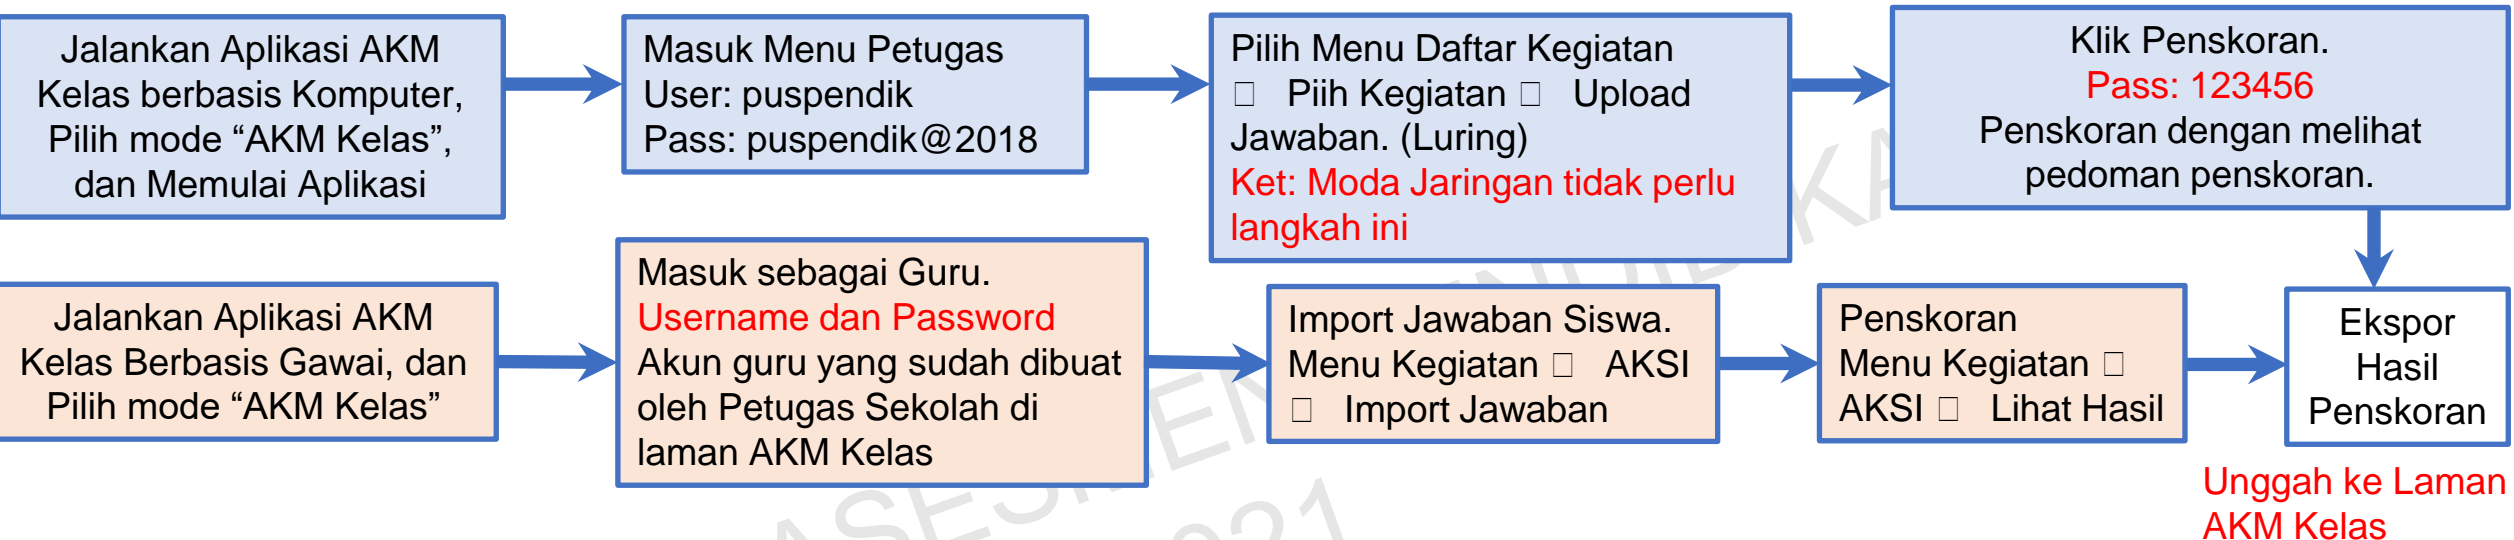 Jalankan Aplikasi AKM
Kelas berbasis Komputer,
Pilih mode “AKM Kelas”,
dan Memulai Aplikasi
Masuk Menu Petugas
User: puspendik
Pass: puspendik@2018
Pilih Menu Daftar Kegiatan
□ Piih Kegiatan □ Upload
Jawaban. (Luring)
Ket: Moda Jaringan tidak perlu
langkah ini
Klik Penskoran.
Pass: 123456
Penskoran dengan melihat
pedoman penskoran.
Jalankan Aplikasi AKM
Kelas Berbasis Gawai, dan
Pilih mode “AKM Kelas”
Masuk sebagai Guru.
Username dan Password
Akun guru yang sudah dibuat
oleh Petugas Sekolah di
laman AKM Kelas
Import Jawaban Siswa.
Menu Kegiatan □ AKSI
□ Import Jawaban
Penskoran
Menu Kegiatan □
AKSI □ Lihat Hasil
Ekspor
Hasil
Penskoran
Unggah ke Laman
AKM Kelas